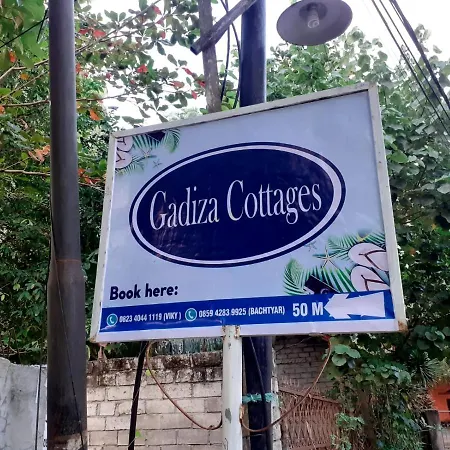 Gadiza Cottages
Book here:
0823 4044 1119 (VIKY) 0859 4283 9925 (BACHTYAR) 50 M